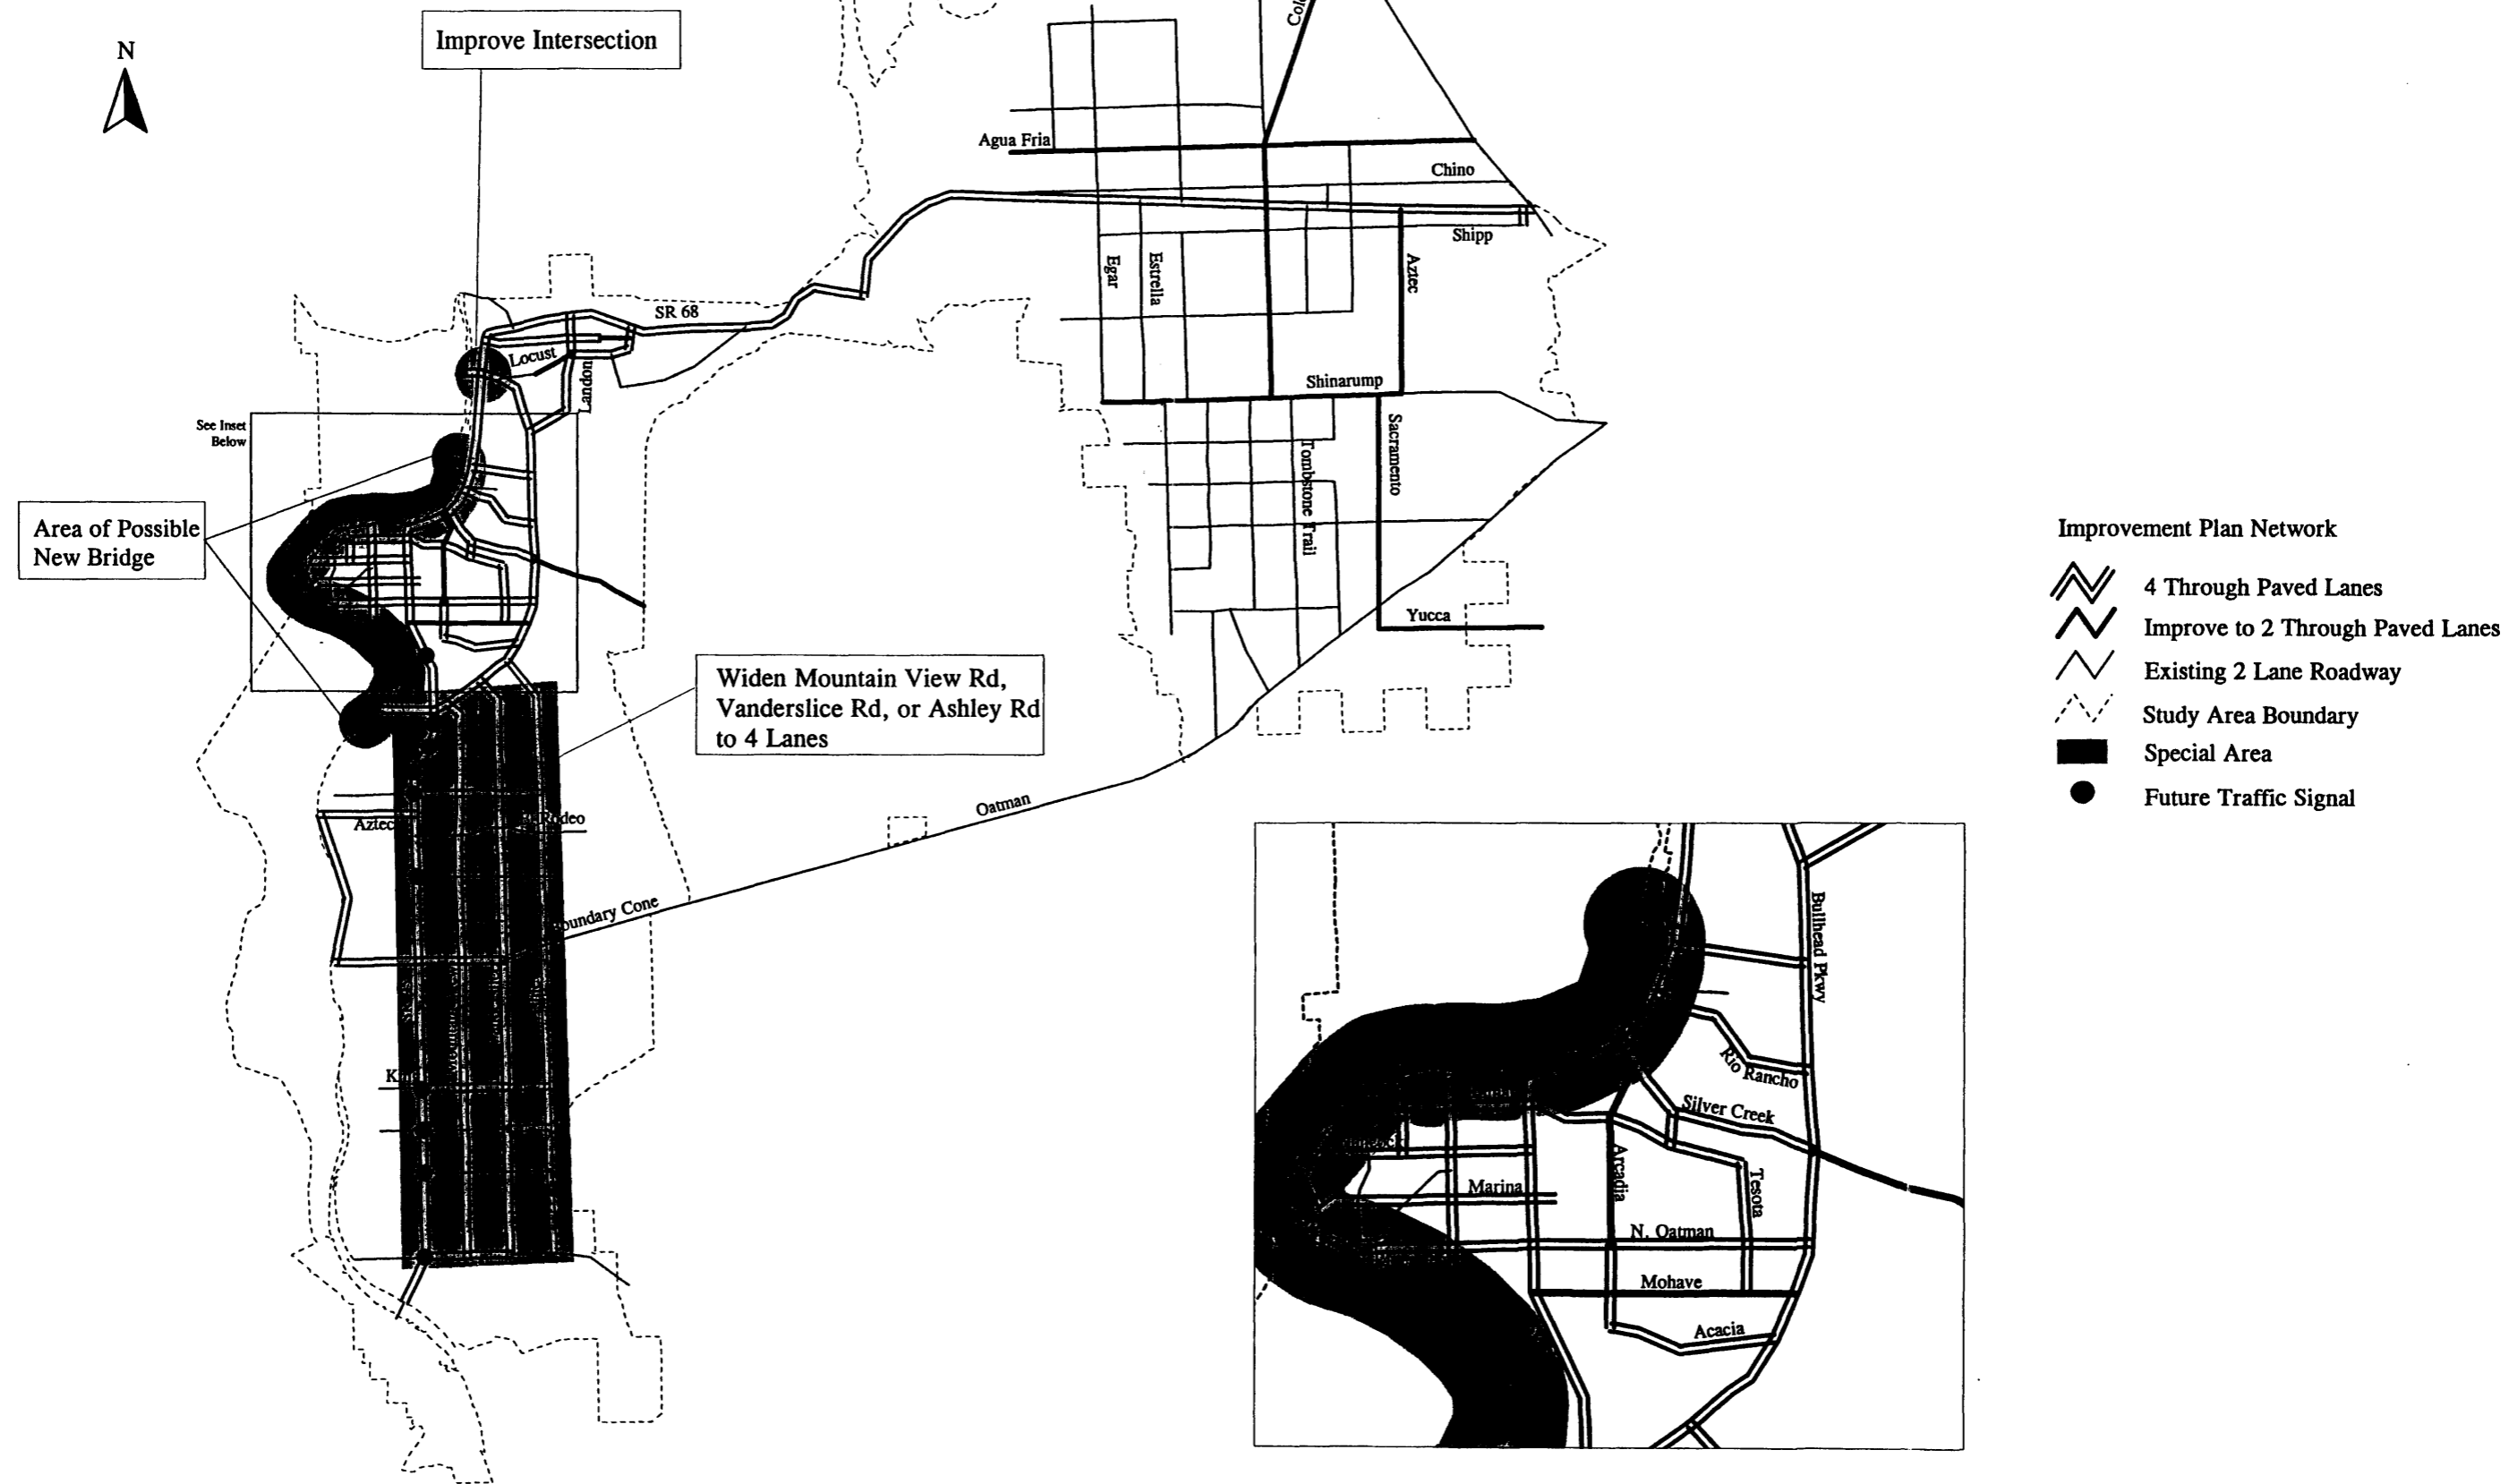 N
Improve Intersection
Agua Fria
Chino
Shipp
Egar
Estrella
Aztec
SR 68
Locust
Landon
Shinarump
See Inset
Below
Sacramento
Tombstone Trail
Area of Possible
New Bridge
Yucca
Widen Mountain View Rd,
Vanderslice Rd, or Ashley Rd
to 4 Lanes
Oatman
Aztec
Rodeo
oundary Cone
Improvement Plan Network
4 Through Paved Lanes
Improve to 2 Through Paved Lanes
Existing 2 Lane Roadway
Study Area Boundary
Special Area
Future Traffic Signal
Bullhead Pkwy
Rio Rancho
Silver Creek
Arcadia
Marina
Tesota
N. Oatman
Mohave
Acacia